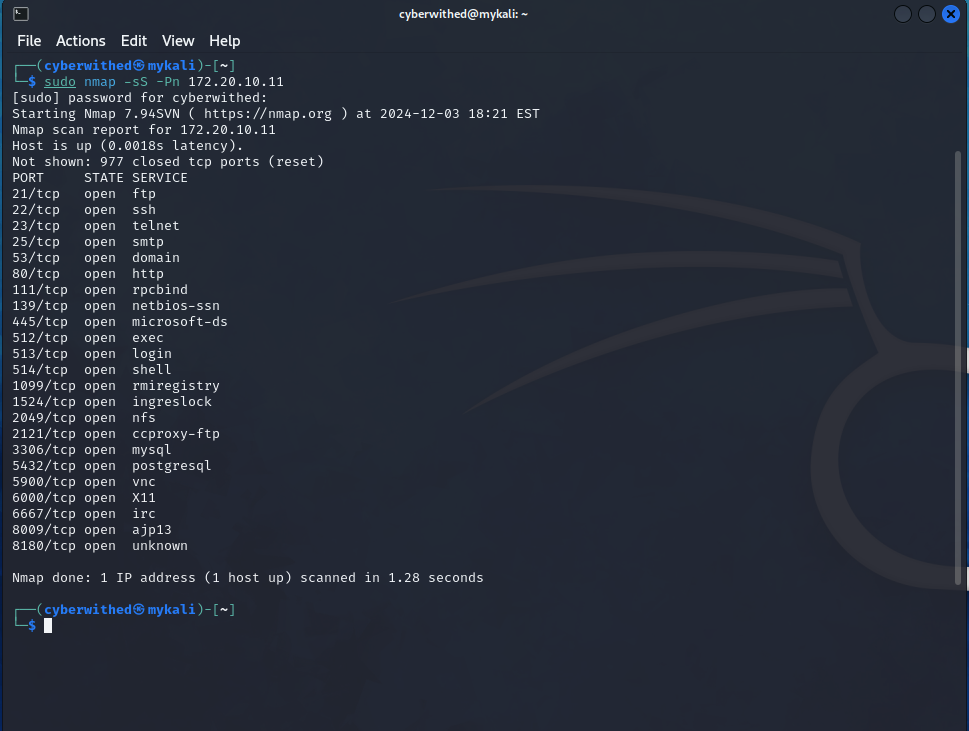 cyberwithed@mykali: ~
File Actions Edit View Help
┌──(cyberwithed㉿mykali)-[~]
└─$ sudo nmap -sS -Pn 172.20.10.11
[sudo] password for cyberwithed:
Starting Nmap 7.94SVN ( https://nmap.org ) at 2024-12-03 18:21 EST
Nmap scan report for 172.20.10.11
Host is up (0.0018s latency).
Not shown: 977 closed tcp ports (reset)
PORT     STATE SERVICE
21/tcp   open  ftp
22/tcp   open  ssh
23/tcp   open  telnet
25/tcp   open  smtp
53/tcp   open  domain
80/tcp   open  http
111/tcp  open  rpcbind
139/tcp  open  netbios-ssn
445/tcp  open  microsoft-ds
512/tcp  open  exec
513/tcp  open  login
514/tcp  open  shell
1099/tcp open  rmiregistry
1524/tcp open  ingreslock
2049/tcp open  nfs
2121/tcp open  ccproxy-ftp
3306/tcp open  mysql
5432/tcp open  postgresql
5900/tcp open  vnc
6000/tcp open  X11
6667/tcp open  irc
8009/tcp open  ajp13
8180/tcp open  unknown
Nmap done: 1 IP address (1 host up) scanned in 1.28 seconds
┌──(cyberwithed㉿mykali)-[~]
└─$